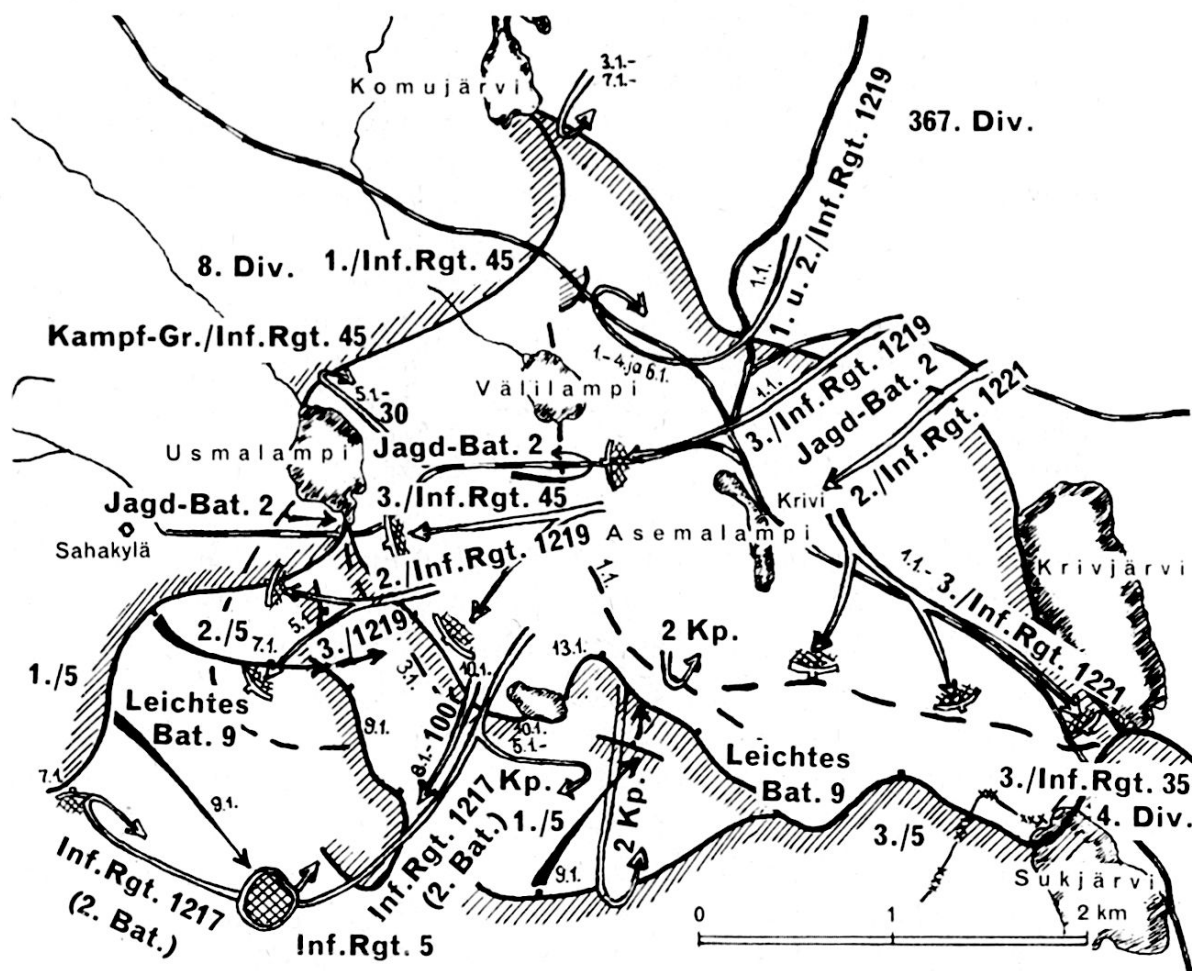 3.1.-
7.1.-
Komujärvi
367. Div.
1. u. 2./Inf.Rgt. 1219
8. Div.
1./Inf.Rgt. 45
1.1.
Kampf-Gr./Inf.Rgt. 45
1.-4.ja 6.1.
1.1.
3./Inf.Rgt. 1219
Jagd-Bat. 2
2./Inf.Rgt. 1221
5.1.-
30
Välilampi
Usmalampi
Jagd-Bat. 2
Jagd-Bat. 2
3./Inf.Rgt. 45
Krivi
Sahakylä
Asemalampi
2./Inf.Rgt. 1219
1.1.
Krivjärvi
1.1.-
3./Inf.Rgt.
1221
5.1.-
2./5
7.1.
3./1219
3.1.
10.1.
13.1.
2 Kp.
1./5
Leichtes
Bat. 9
9.1.
8.1.-
100
10.1.
5.1.-
Kp.
1./5
2 Kp.
Leichtes
Bat. 9
3./Inf.Rgt. 35
4. Div.
7.1.
9.1.
Inf.Rgt. 1217
(2. Bat.)
9.1.
3./5
Sukjärvi
Inf.Rgt. 1217
(2. Bat.)
Inf.Rgt. 5
0
1
2 km